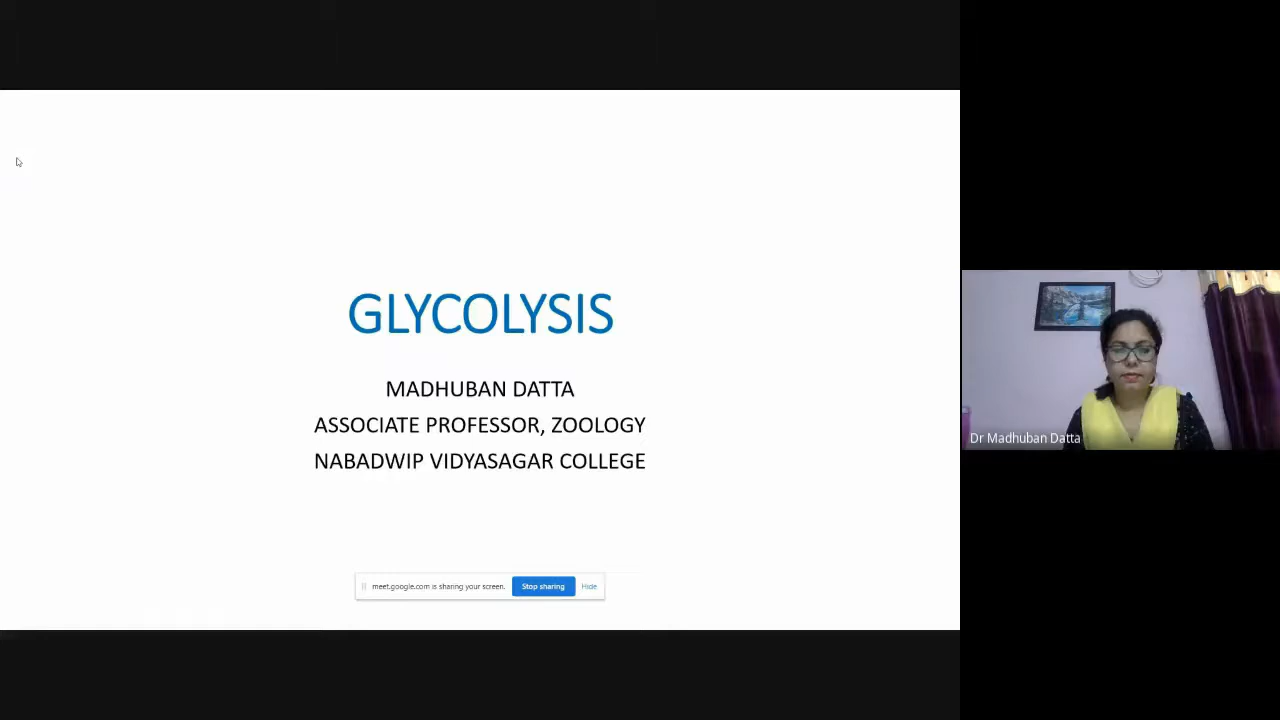 GLYCOLYSIS
MADHUBAN DATTA
ASSOCIATE PROFESSOR, ZOOLOGY
NABADWIP VIDYASAGAR COLLEGE
meet.google.com is sharing your screen. Stop sharing Hide
Dr Madhuban Datta